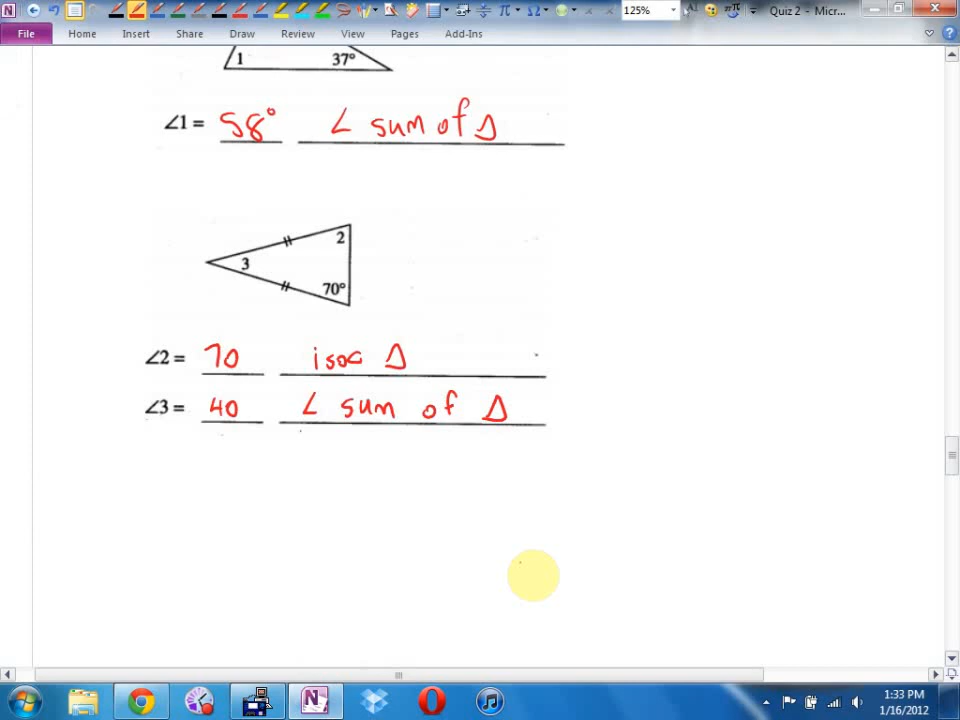 125% Quiz 2 - Micr...
File Home Insert Share Draw Review View Pages Add-Ins
1 37°
∠1 = 58° ∠ sum of Δ
2
3
70°
∠2 = 70 isoc Δ
∠3 = 40 ∠ sum of Δ
1:33 PM
1/16/2012